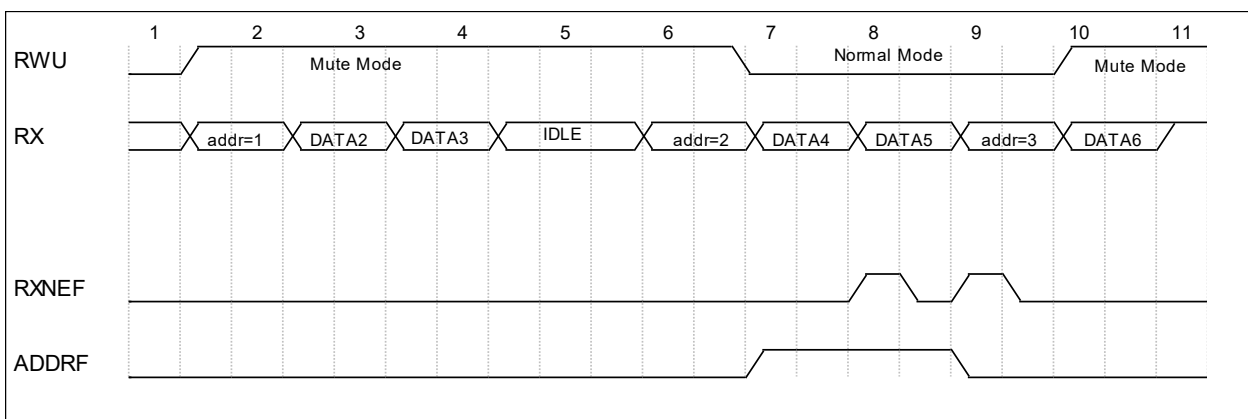 1 2 3 4 5 6 7 8 9 10 11
RWU Mute Mode Normal Mode Mute Mode
RX addr=1 DATA2 DATA3 IDLE addr=2 DATA4 DATA5 addr=3 DATA6
RXNEF
ADDRF